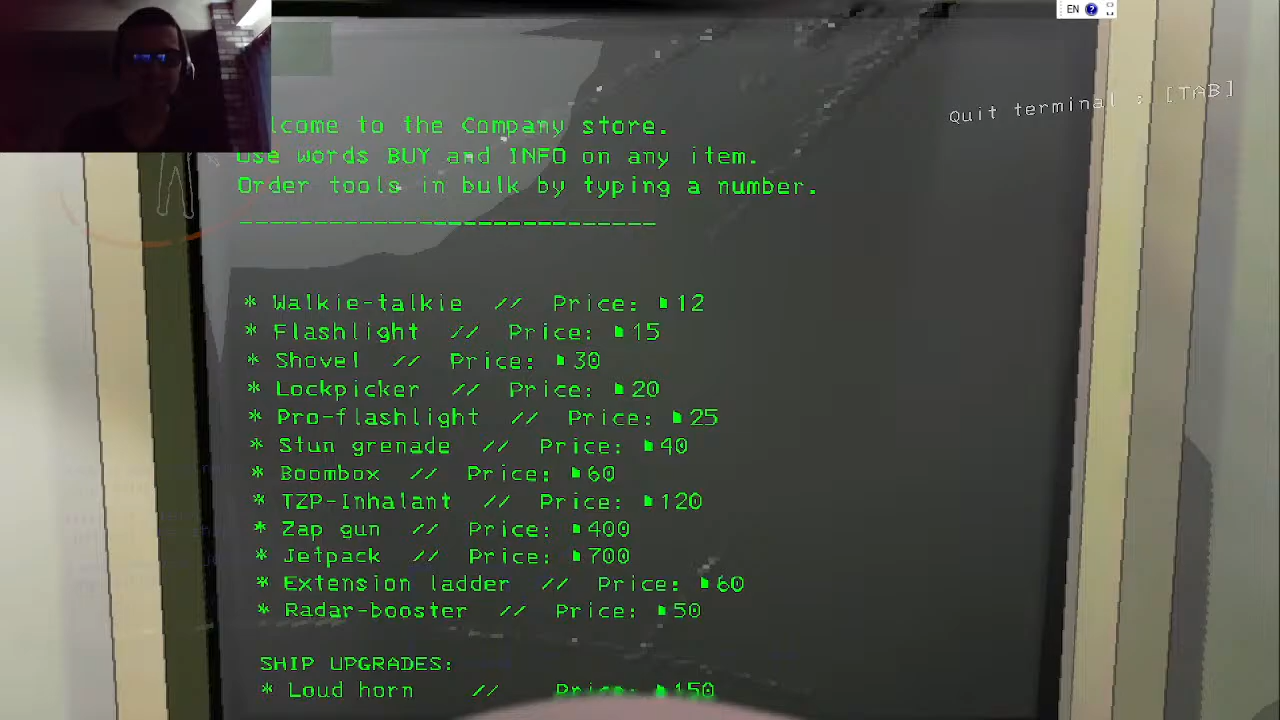 EN
Quit terminal : [TAB]
lcome to the Company store.
Use words BUY and INFO on any item.
Order tools in bulk by typing a number.
----------------------------
* Walkie-talkie // Price: ■12
* Flashlight // Price: ■15
* Shovel // Price: ■30
* Lockpicker // Price: ■20
* Pro-flashlight // Price: ■25
* Stun grenade // Price: ■40
* Boombox // Price: ■60
* TZP-Inhalant // Price: ■120
* Zap gun // Price: ■400
* Jetpack // Price: ■700
* Extension ladder // Price: ■60
* Radar-booster // Price: ■50
SHIP UPGRADES:
* Loud horn // Price: ■150